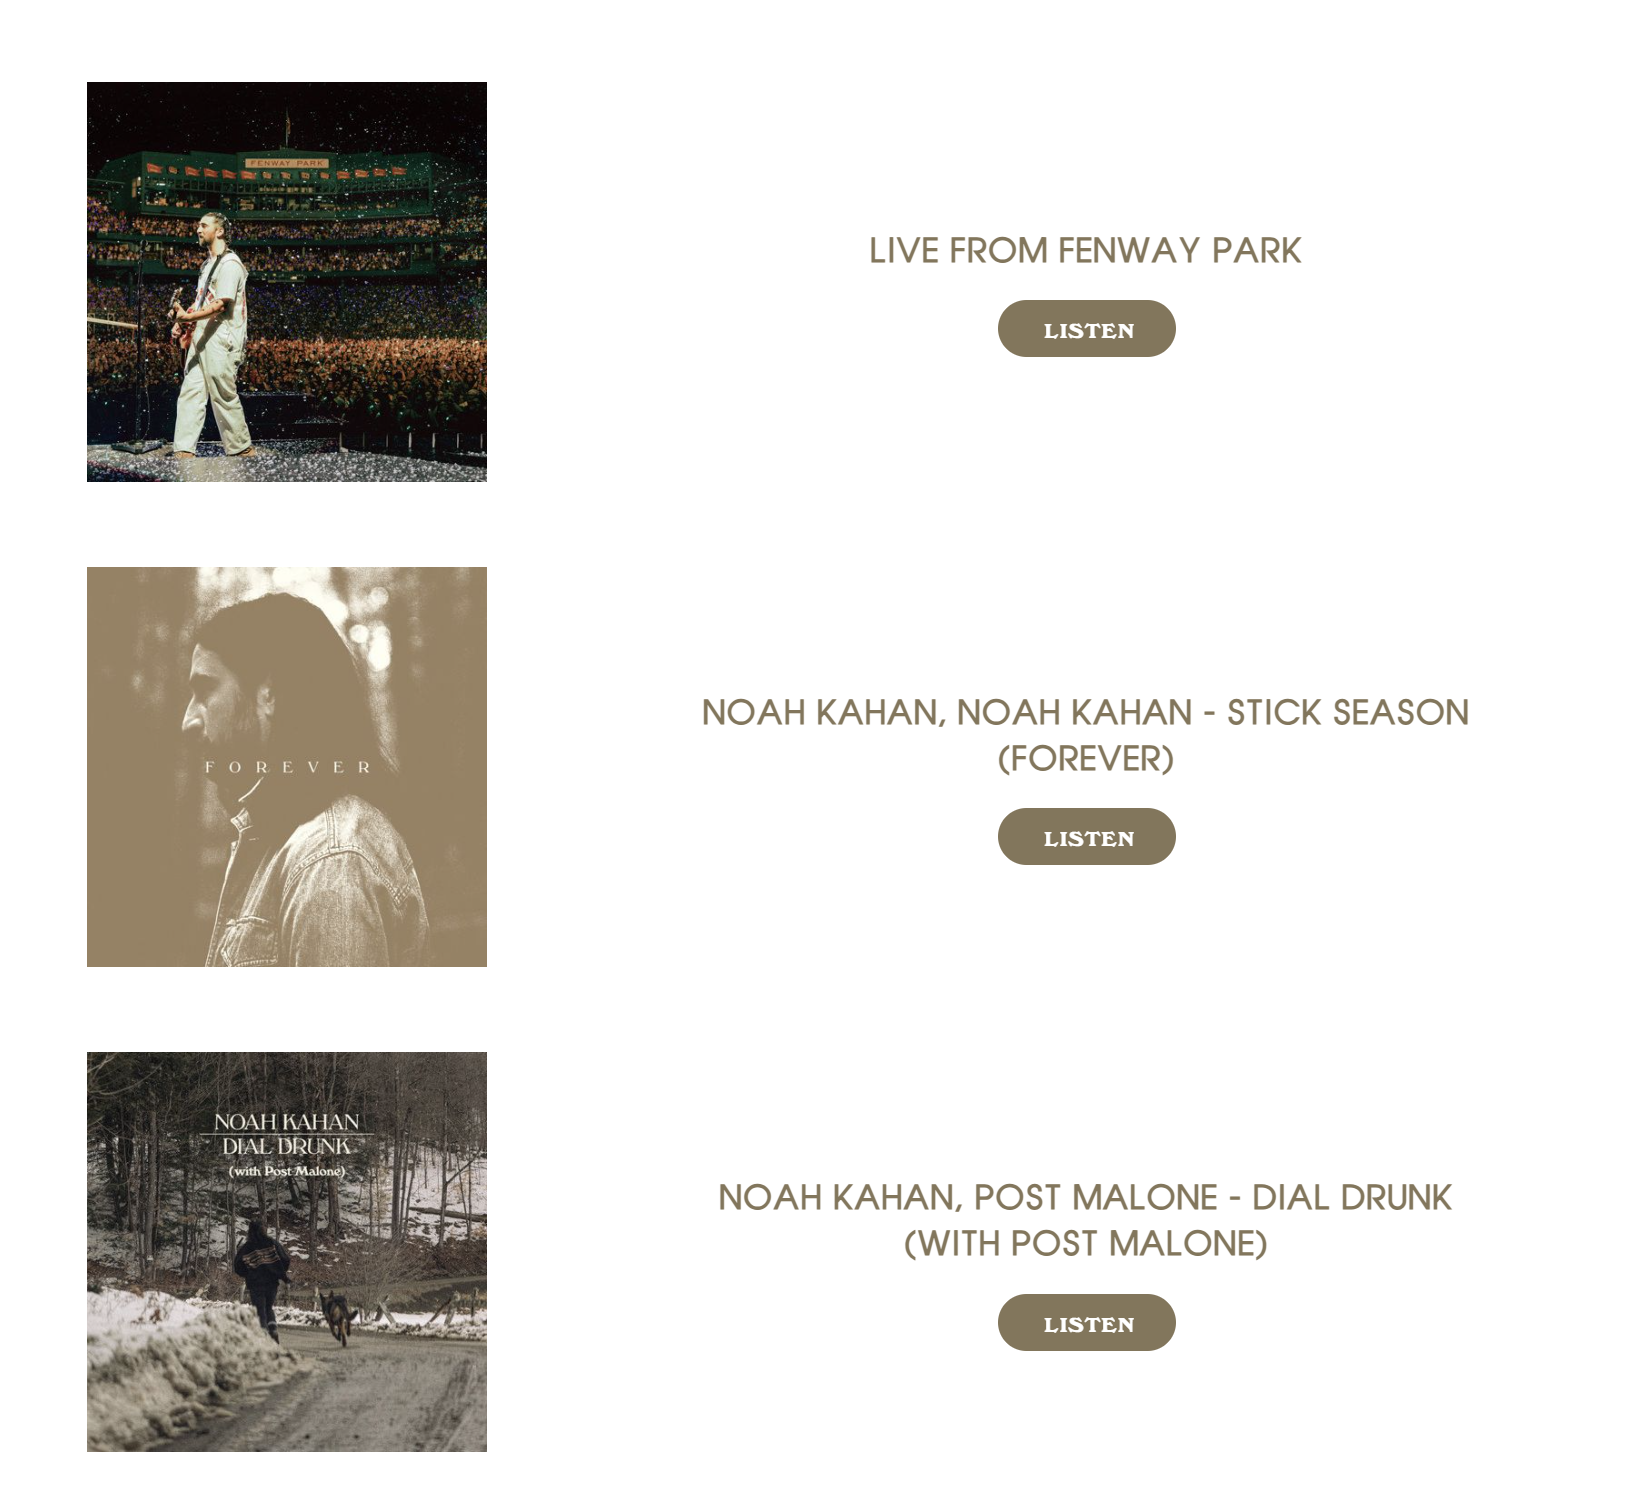 FENWAY PARK
LIVE FROM FENWAY PARK
LISTEN
FOREVER
NOAH KAHAN, NOAH KAHAN - STICK SEASON
(FOREVER)
LISTEN
NOAH KAHAN
DIAL DRUNK
(with Post Malone)
NOAH KAHAN, POST MALONE - DIAL DRUNK
(WITH POST MALONE)
LISTEN